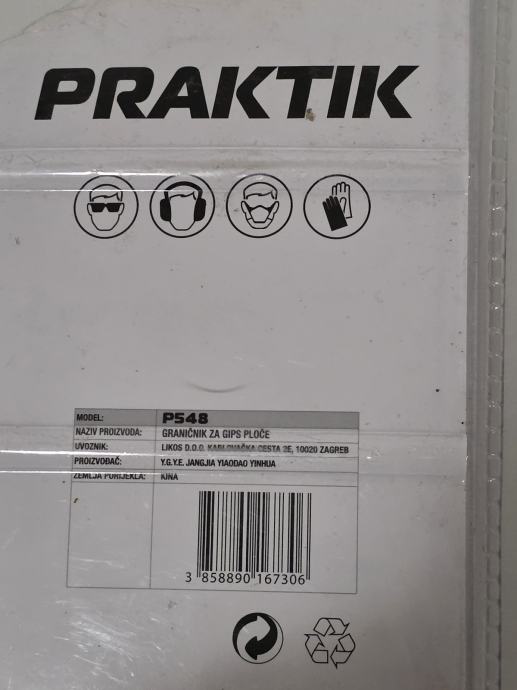 PRAKTIK
MODEL: P548
NAZIV PROIZVODA: GRANIČNIK ZA GIPS PLOČE
UVOZNIK: LIKOS D.O.O. KARLOVAČKA CESTA 2E, 10020 ZAGREB
PROIZVOĐAČ: Y.G.Y.E. JANGJIA YIAODAO YINHUA
ZEMLJA PORIJEKLA: KINA
3 858890 167306